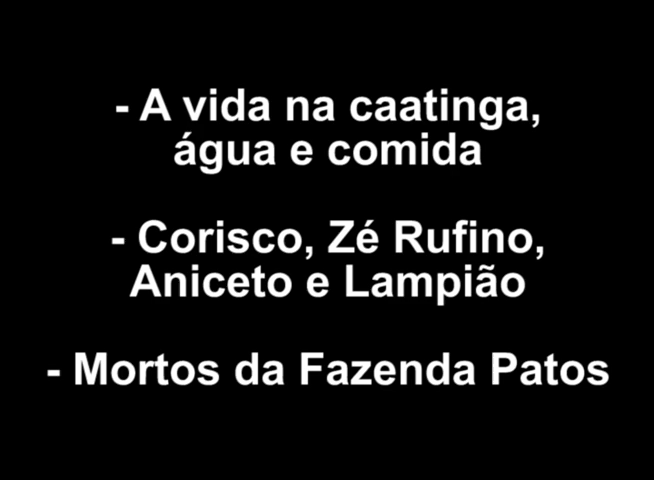 - A vida na caatinga,
água e comida
- Corisco, Zé Rufino,
Aniceto e Lampião
- Mortos da Fazenda Patos